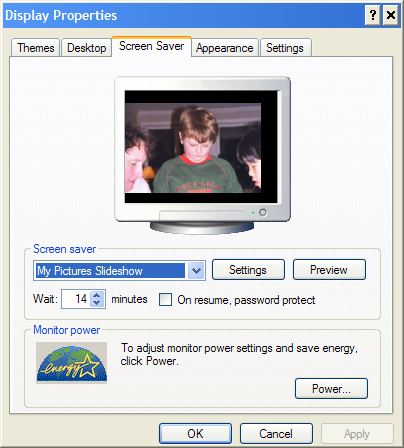 Display Properties
Themes Desktop Screen Saver Appearance Settings
Screen saver
My Pictures Slideshow Settings Preview
Wait: 14 minutes On resume, password protect
Monitor power
energy
To adjust monitor power settings and save energy,
click Power.
Power...
OK Cancel Apply